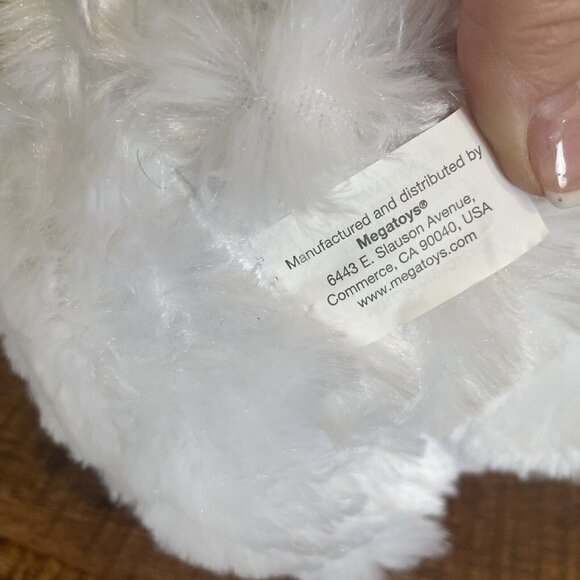 Manufactured and distributed by
Megatoys®
6443 E. Slauson Avenue,
Commerce, CA 90040, USA
www.megatoys.com